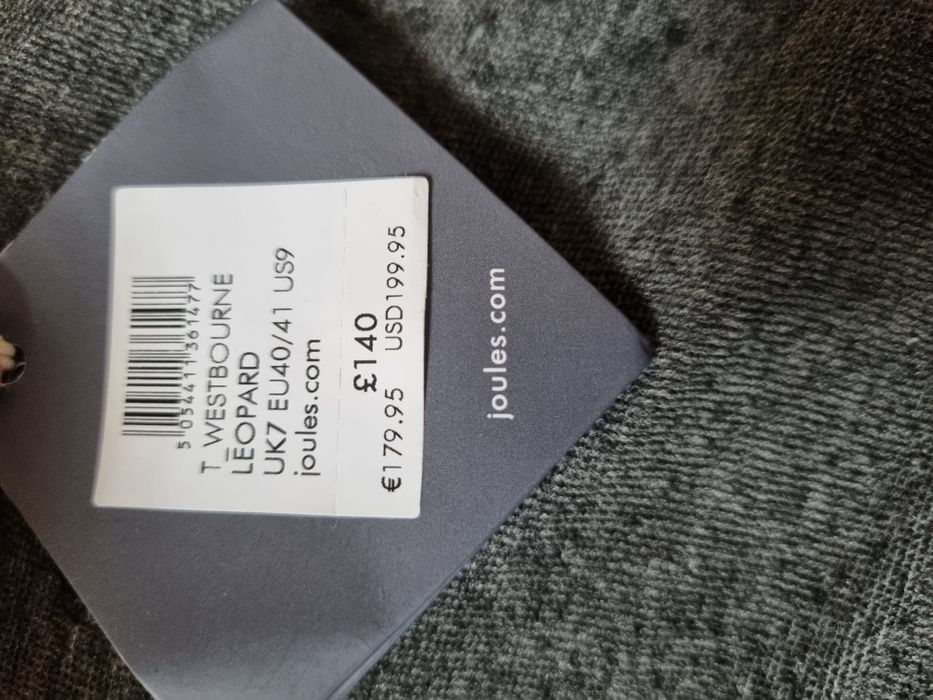 5 054411 361477
T_WESTBOURNE
LEOPARD
UK7 EU40/41 US9
joules.com
£140
€179.95 USD199.95
joules.com